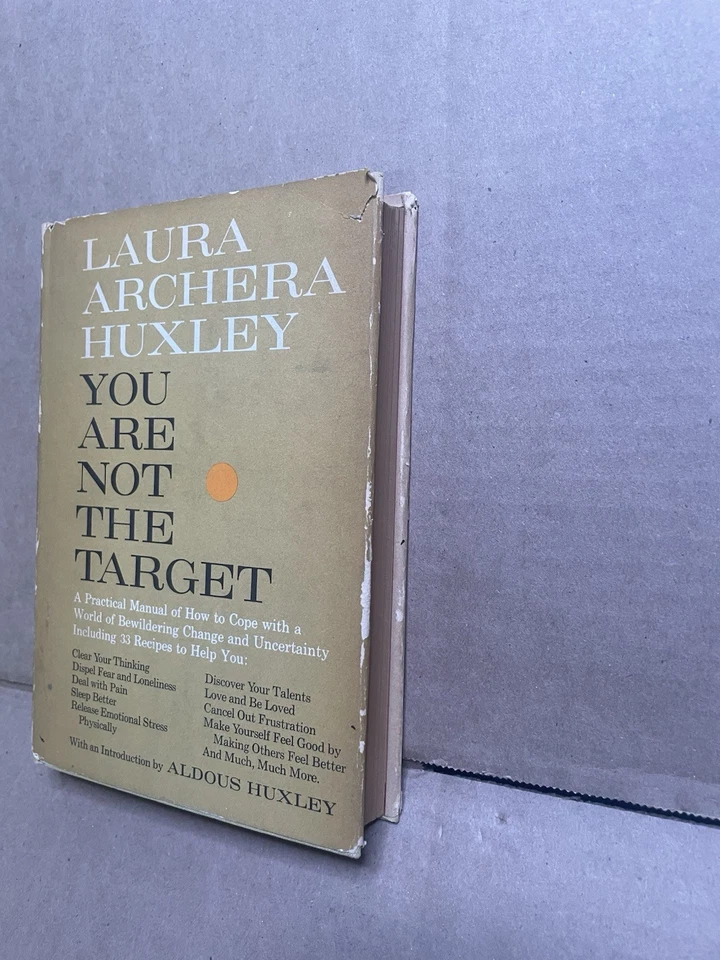 LAURA
ARCHERA
HUXLEY
YOU
ARE
NOT
THE
TARGET
A Practical Manual of How to Cope with a
World of Bewildering Change and Uncertainty
Including 33 Recipes to Help You:
Clear Your Thinking
Dispel Fear and Loneliness
Deal with Pain
Sleep Better
Release Emotional Stress
Physically
Discover Your Talents
Love and Be Loved
Cancel Out Frustration
Make Yourself Feel Good by
Making Others Feel Better
And Much, Much More.
With an Introduction by ALDOUS HUXLEY